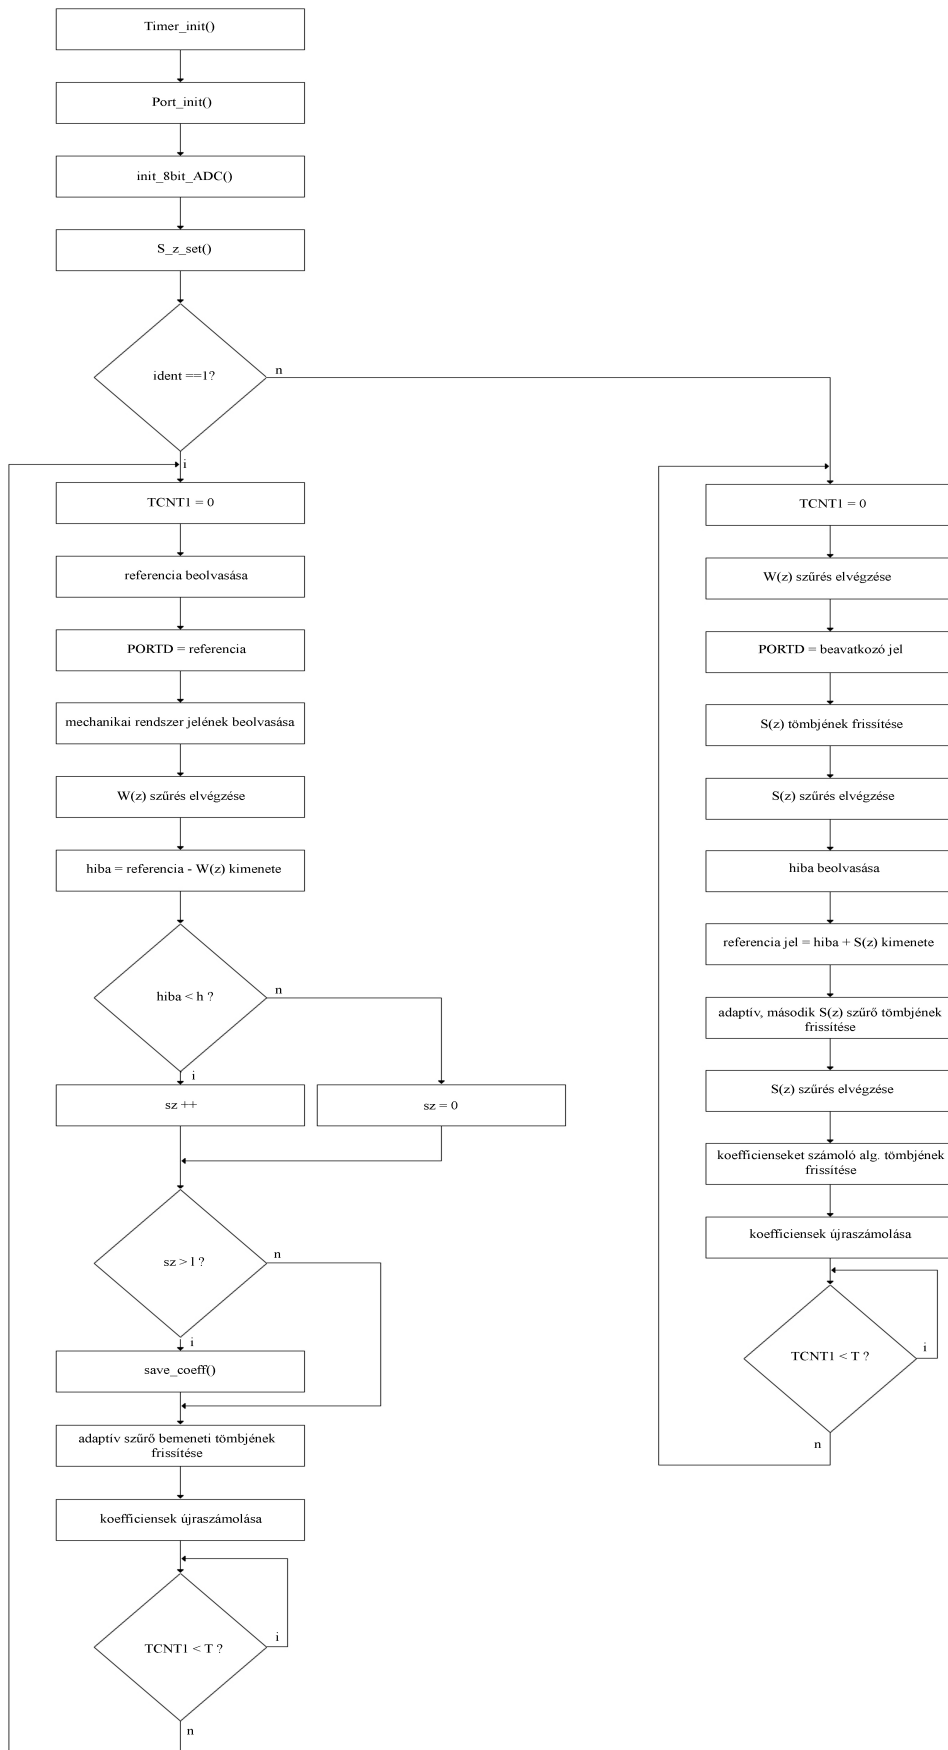 Timer_init()
Port_init()
init_8bit_ADC()
S_z_set()
ident ==1?
n
i
TCNT1 = 0
referencia beolvasása
PORTD = referencia
mechanikai rendszer jelének beolvasása
W(z) szűrés elvégzése
hiba = referencia - W(z) kimenete
hiba < h ?
n
i
sz ++
sz = 0
sz > l ?
n
i
save_coeff()
adaptív szűrő bemeneti tömbjének
frissítése
koefficiensek újraszámolása
TCNT1 < T ?
i
n
TCNT1 = 0
W(z) szűrés elvégzése
PORTD = beavatkozó jel
S(z) tömbjének frissítése
S(z) szűrés elvégzése
hiba beolvasása
referencia jel = hiba + S(z) kimenete
adaptív, második S(z) szűrő tömbjének
frissítése
S(z) szűrés elvégzése
koefficienseket számoló alg. tömbjének
frissítése
koefficiensek újraszámolása
TCNT1 < T ?
i
n